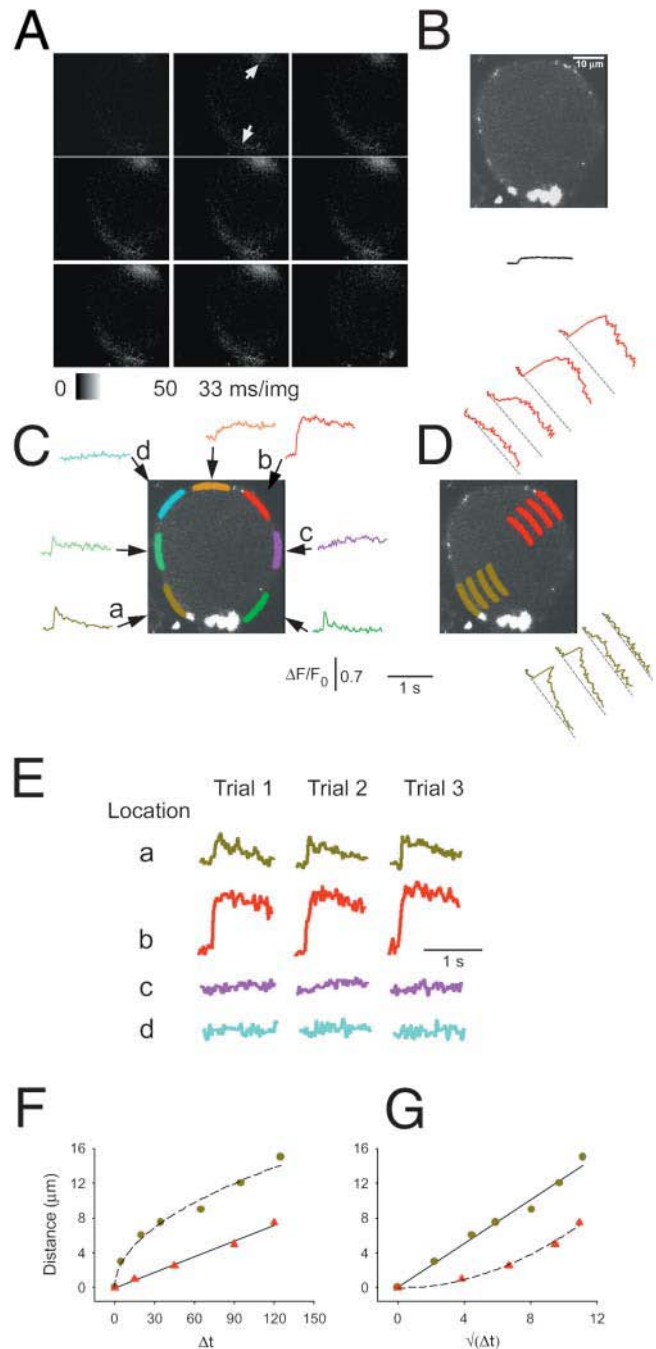 A
B
10 μm
0 50 33 ms/img
C
d
b
c
a
D
ΔF/F0 0.7 1 s
E
Trial 1 Trial 2 Trial 3
Location
a
b
1 s
c
d
F
G
Distance (μm)
16
12
8
4
0
0 30 60 90 120 150
Δt
16
12
8
4
0
0 4 8 12
√(Δt)